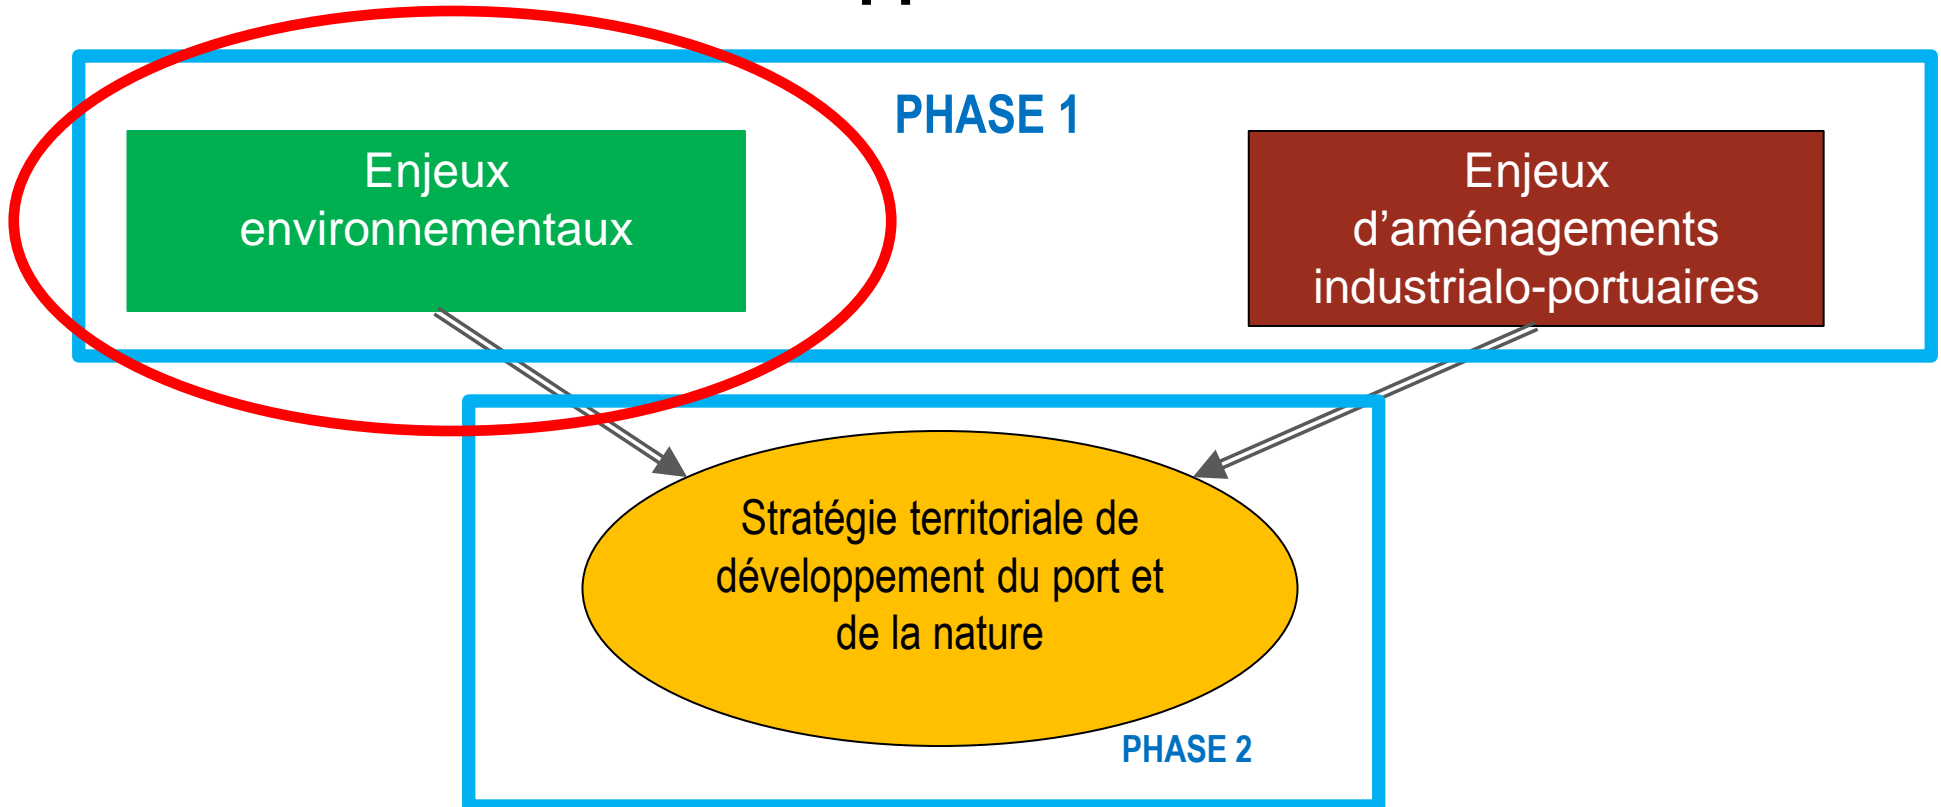 PHASE 1
Enjeux
environnementaux
Enjeux
d’aménagements
industrialo-portuaires
Stratégie territoriale de
développement du port et
de la nature
PHASE 2